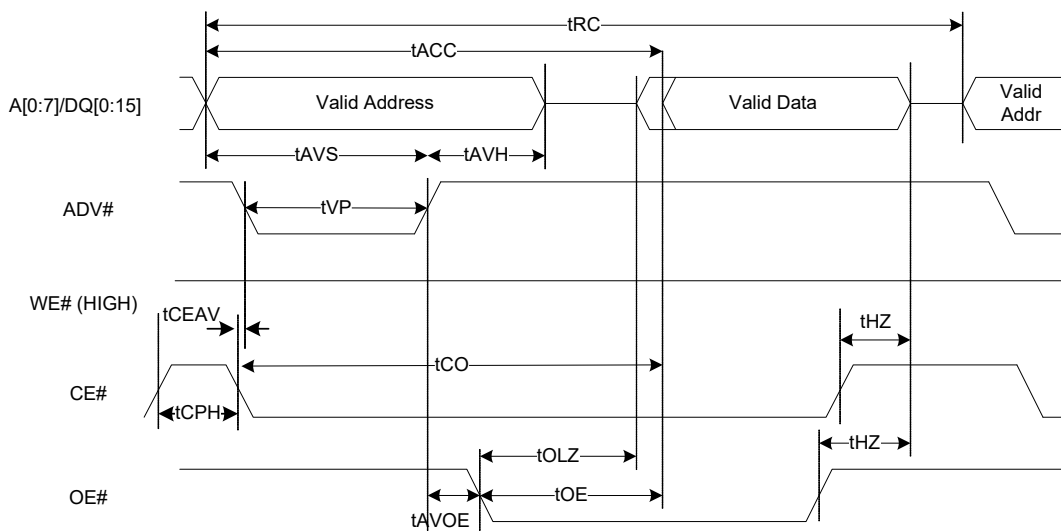 tRC
tACC
A[0:7]/DQ[0:15]
Valid Address
Valid Data
Valid
Addr
tAVS
tAVH
ADV#
tVP
WE# (HIGH)
tCEAV
tHZ
tCO
CE#
tCPH
tHZ
tOLZ
OE#
tOE
tAVOE